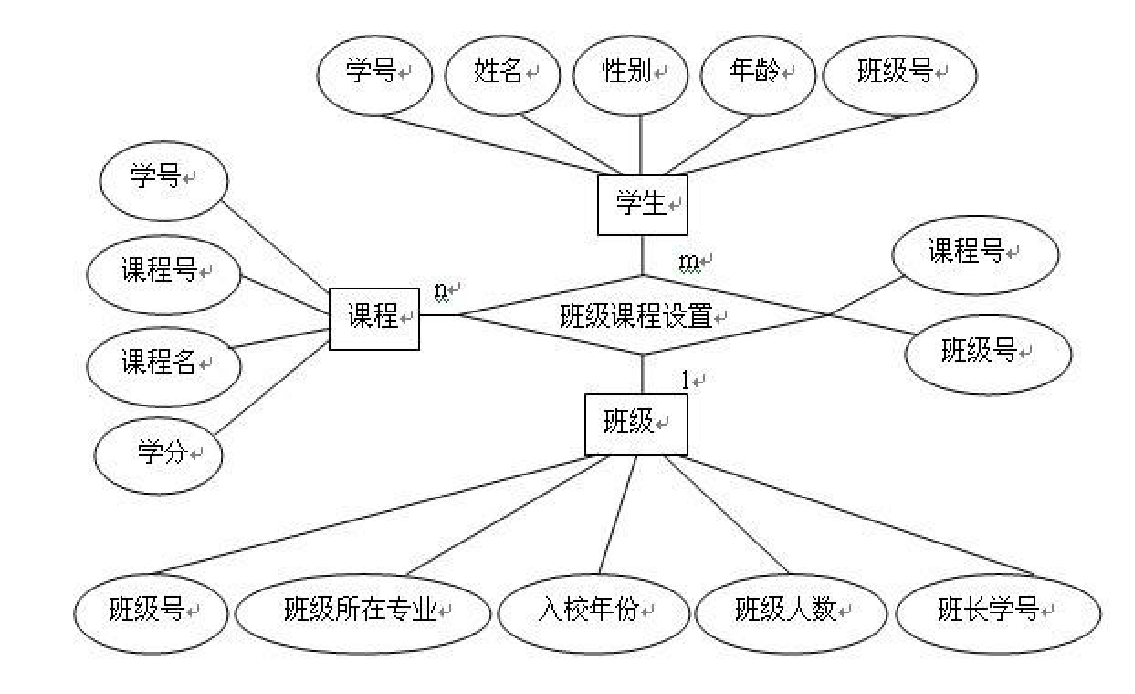 学号 姓名 性别 年龄 班级号
学号
学生
课程号
课程号
m
n
课程
班级课程设置
课程名
班级号
1
班级
学分
班级号 班级所在专业 入校年份 班级人数 班长学号